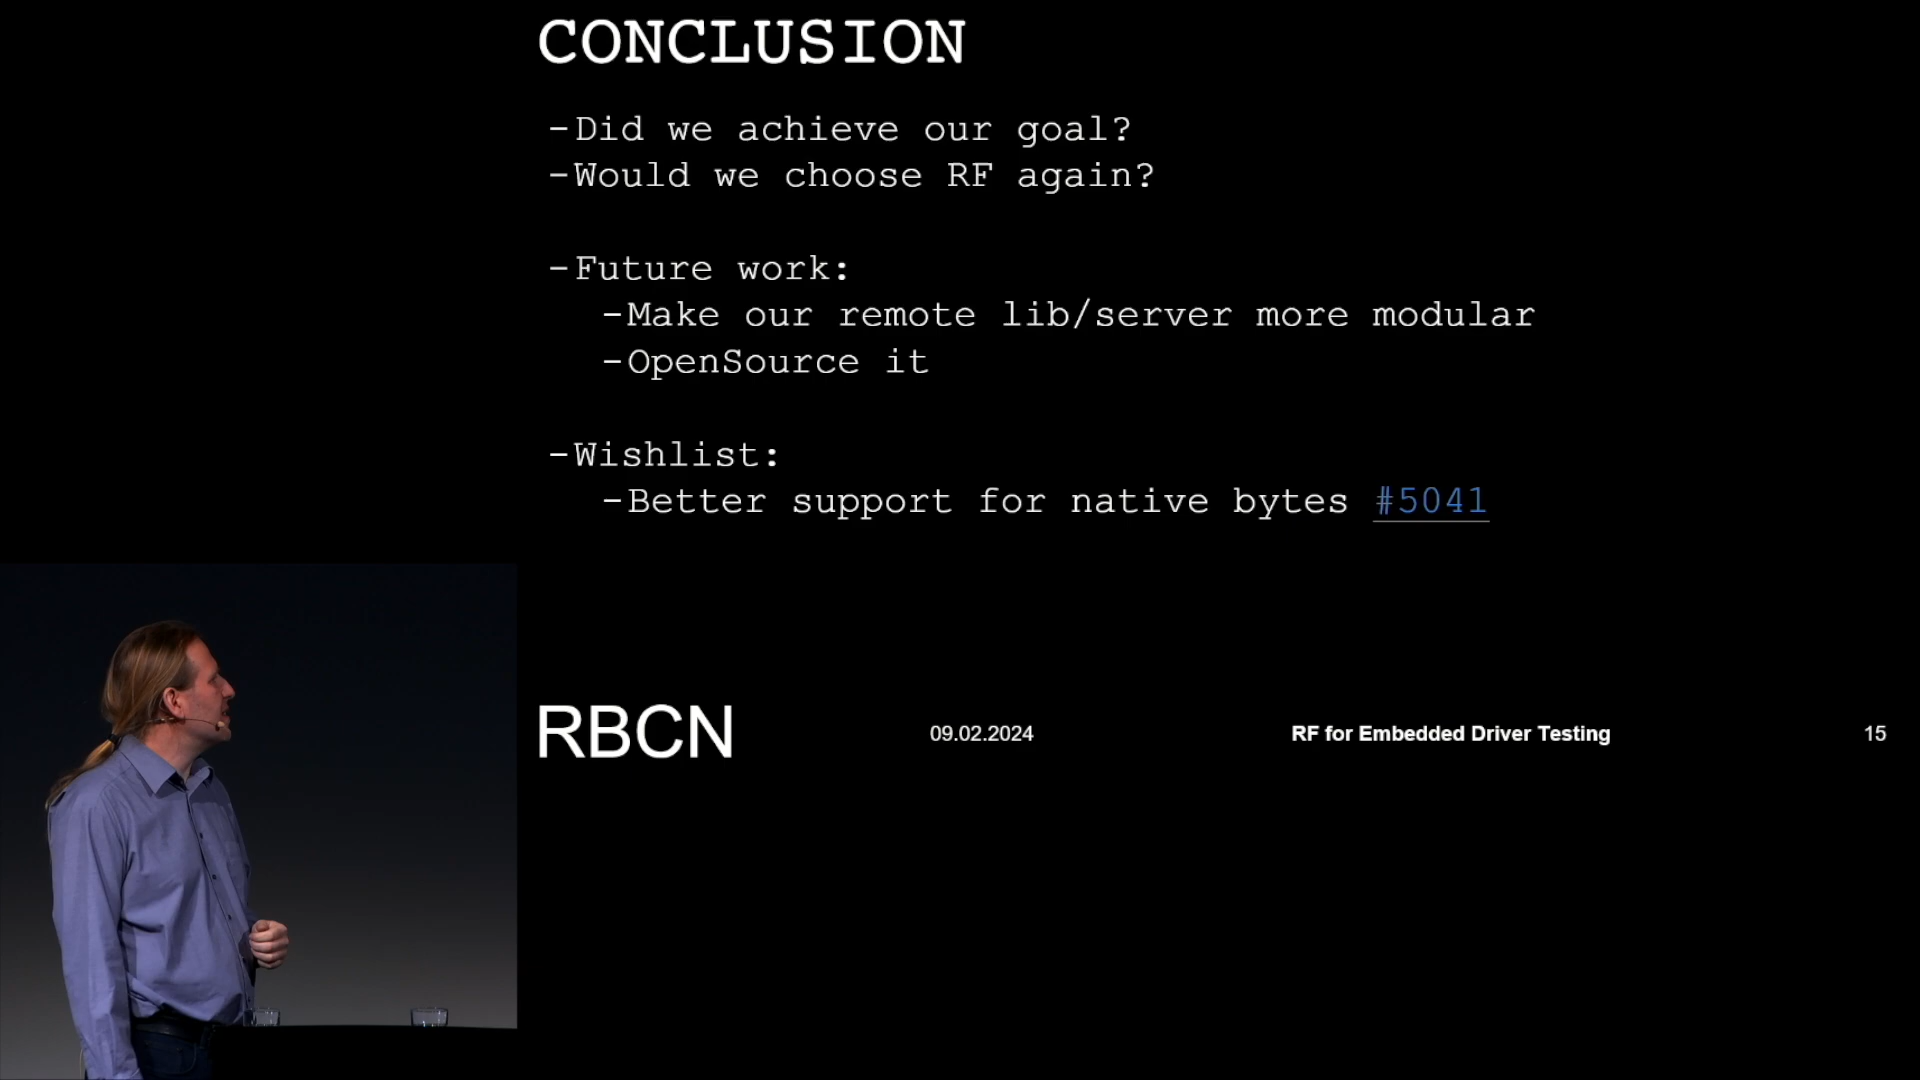 CONCLUSION
-Did we achieve our goal?
-Would we choose RF again?
-Future work:
-Make our remote lib/server more modular
-OpenSource it
-Wishlist:
-Better support for native bytes #5041
RBCN
09.02.2024
RF for Embedded Driver Testing
15